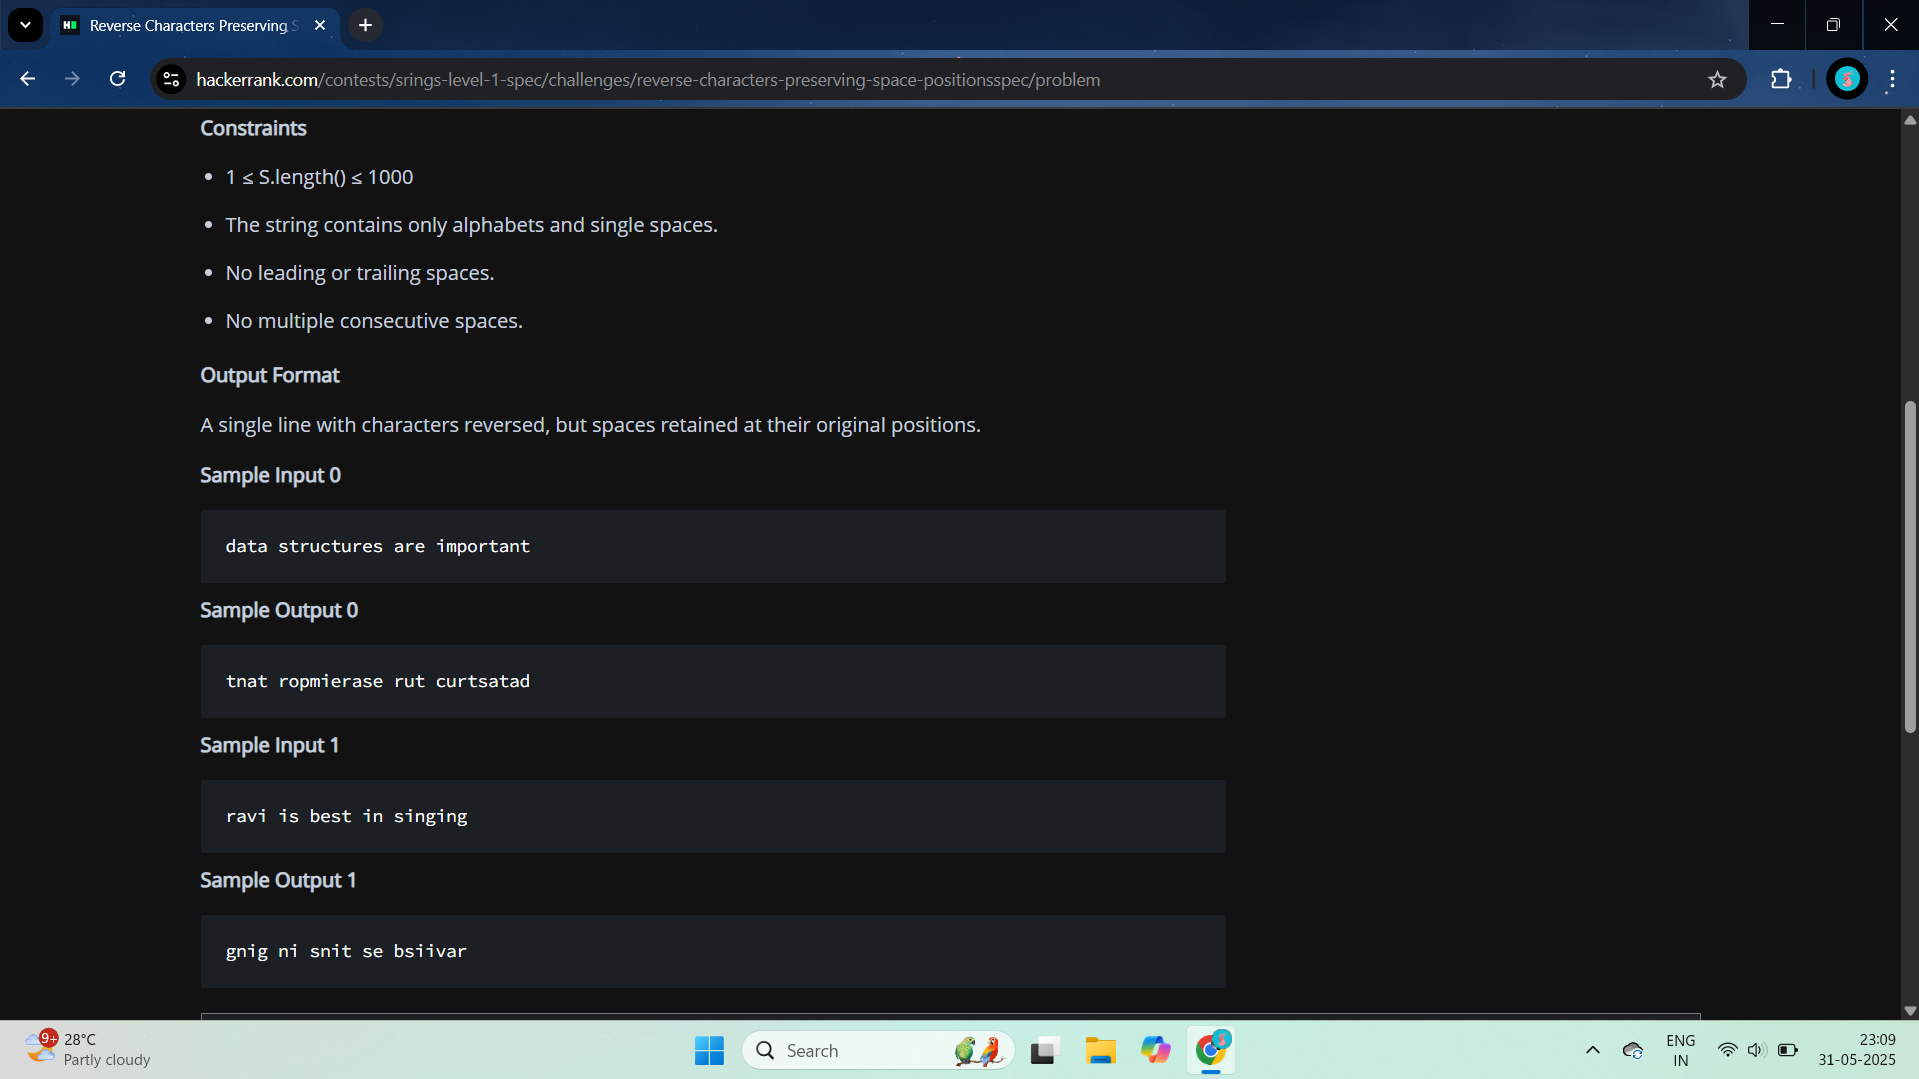 Reverse Characters Preserving S
hackerrank.com/contests/srings-level-1-spec/challenges/reverse-characters-preserving-space-positionsspec/problem
Constraints
• 1 ≤ S.length() ≤ 1000
• The string contains only alphabets and single spaces.
• No leading or trailing spaces.
• No multiple consecutive spaces.
Output Format
A single line with characters reversed, but spaces retained at their original positions.
Sample Input 0
data structures are important
Sample Output 0
tnat ropmierase rut curtsatad
Sample Input 1
ravi is best in singing
Sample Output 1
gnig ni snit se bsiivar
9+
28°C
Partly cloudy
Search
ENG
IN
23:09
31-05-2025